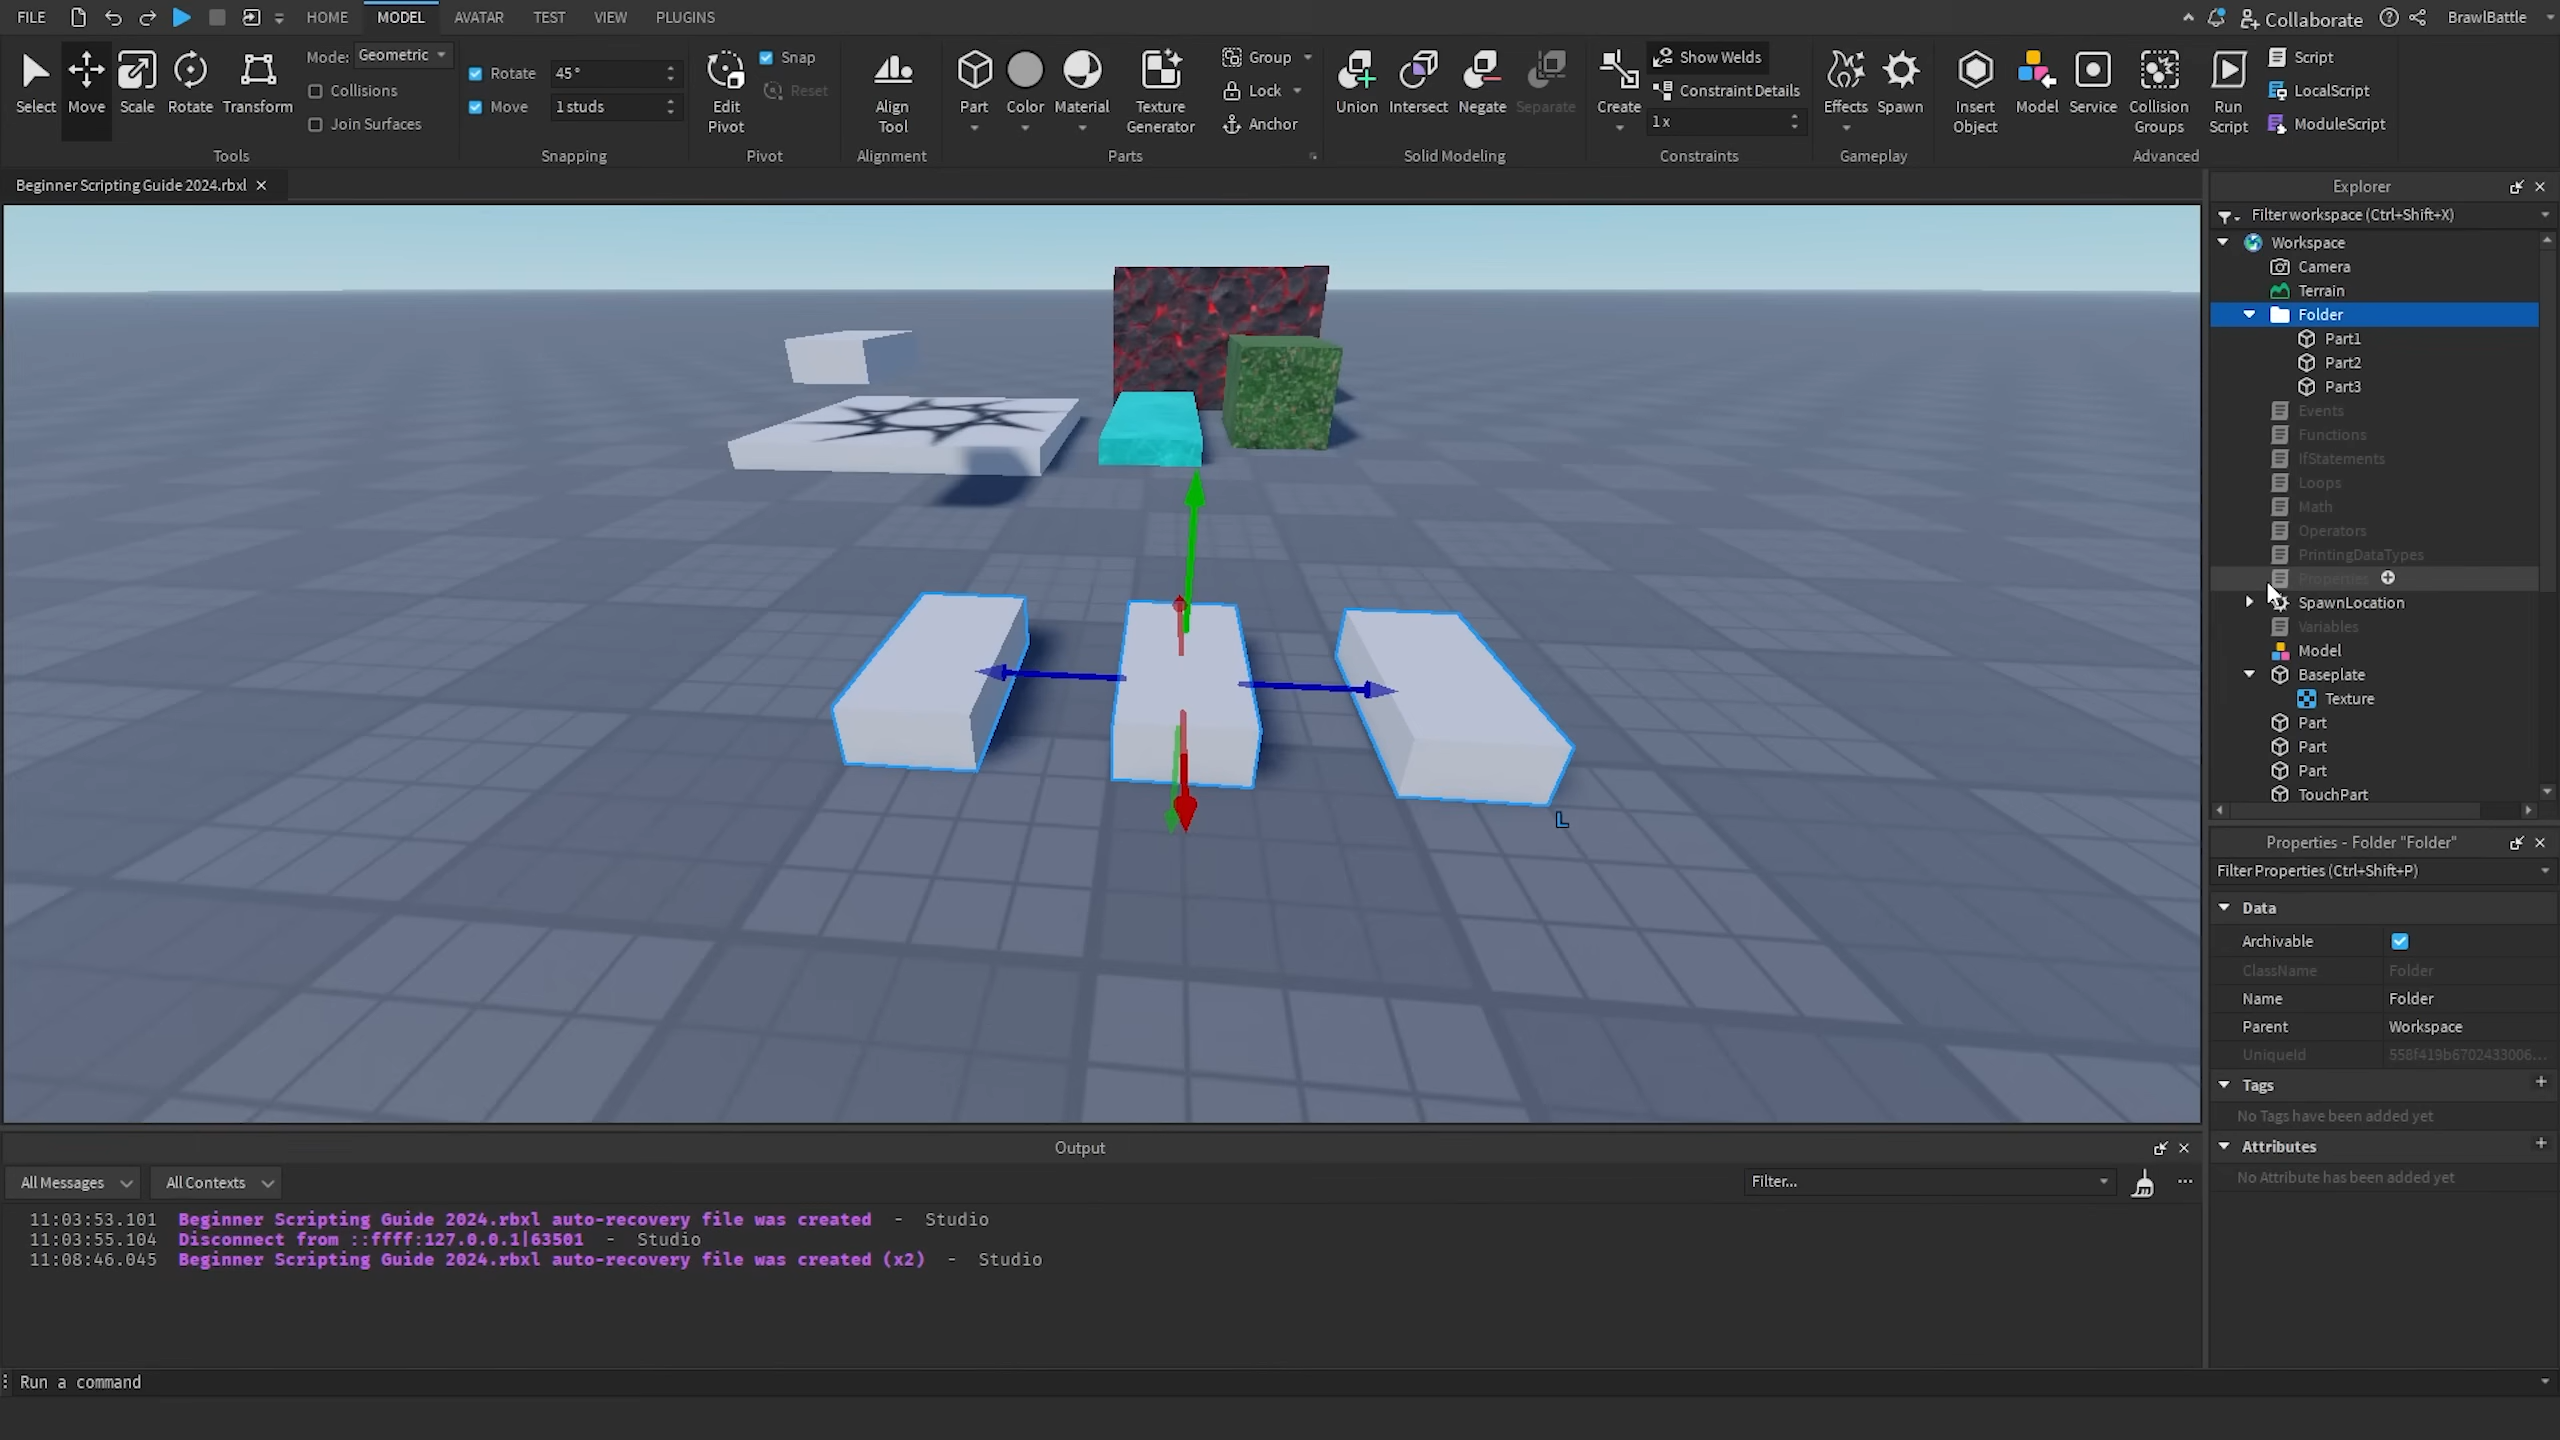 FILE HOME MODEL AVATAR TEST VIEW PLUGINS Collaborate BrawlBattle
Select Move Scale Rotate Transform
Mode: Geometric
Collisions
Join Surfaces
Tools
Rotate 45°
Move 1 studs
Snapping
Edit Pivot
Snap
Reset
Pivot
Align Tool
Alignment
Part Color Material Texture Generator
Group
Lock
Anchor
Parts
Union Intersect Negate Separate
Solid Modeling
Create
Show Welds
Constraint Details
1 x
Constraints
Effects Spawn
Gameplay
Insert Object
Model Service Collision Groups
Run Script
Script
LocalScript
ModuleScript
Advanced
Beginner Scripting Guide 2024.rbxl
L
Explorer
Filter workspace (Ctrl+Shift+X)
Workspace
Camera
Terrain
Folder
Part1
Part2
Part3
Events
Functions
IfStatements
Loops
Math
Operators
PrintingDataTypes
Properties
SpawnLocation
Variables
Model
Baseplate
Texture
Part
Part
Part
TouchPart
Properties - Folder "Folder"
Filter Properties (Ctrl+Shift+P)
Data
Archivable
ClassName Folder
Name Folder
Parent Workspace
UniqueId 558f419b6702433006...
Tags
No Tags have been added yet
Attributes
No Attribute has been added yet
Output
All Messages All Contexts Filter...
11:03:53.101 Beginner Scripting Guide 2024.rbxl auto-recovery file was created - Studio
11:03:55.104 Disconnect from ::ffff:127.0.0.1|63501 - Studio
11:08:46.045 Beginner Scripting Guide 2024.rbxl auto-recovery file was created (x2) - Studio
Run a command